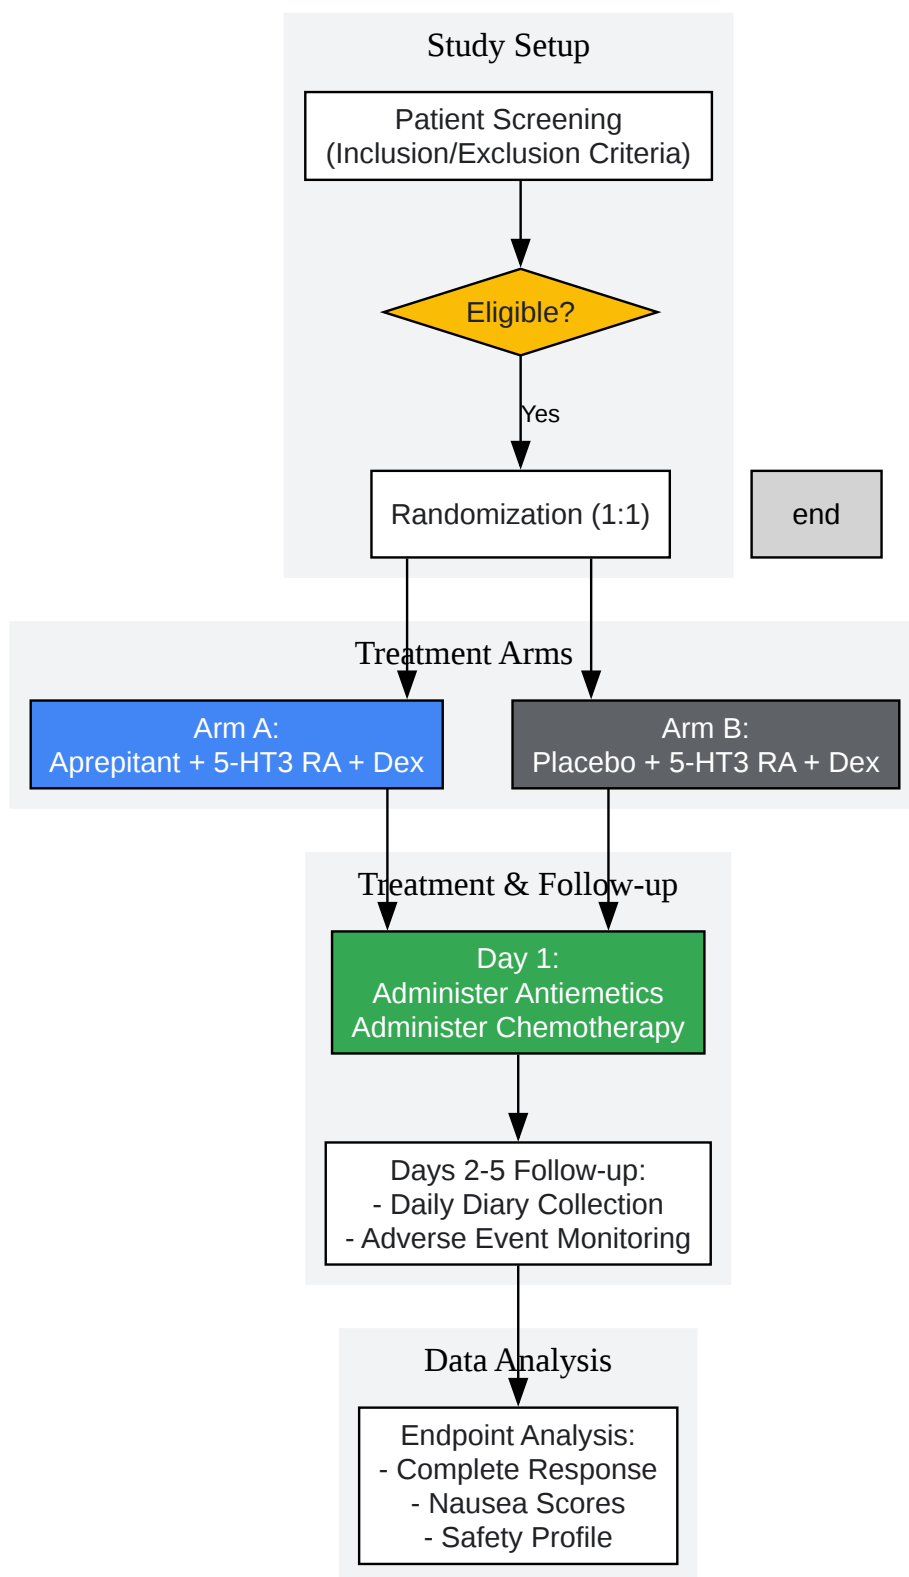 Study Setup
Patient Screening
(Inclusion/Exclusion Criteria)
Eligible?
Yes
Randomization (1:1)
end
Treatment Arms
Arm A:
Aprepitant + 5-HT3 RA + Dex
Arm B:
Placebo + 5-HT3 RA + Dex
Treatment & Follow-up
Day 1:
Administer Antiemetics
Administer Chemotherapy
Days 2-5 Follow-up:
- Daily Diary Collection
- Adverse Event Monitoring
Data Analysis
Endpoint Analysis:
- Complete Response
- Nausea Scores
- Safety Profile